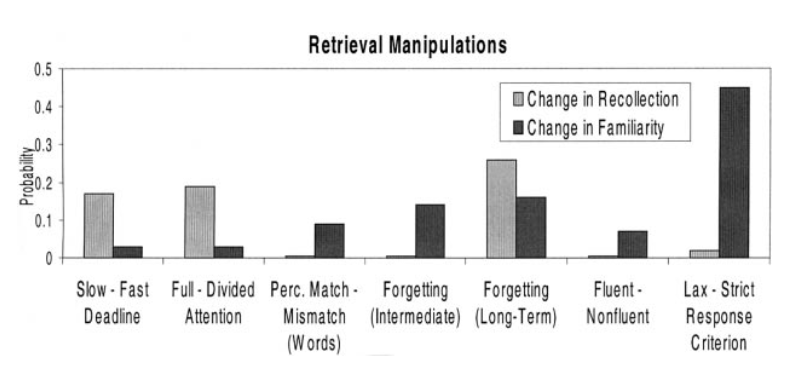 Retrieval Manipulations
0.5
0.4
0.3
0.2
0.1
0
Probability
Change in Recollection
Change in Familiarity
Slow - Fast
Deadline
Full - Divided
Attention
Perc. Match -
Mismatch
(Words)
Forgetting
(Intermediate)
Forgetting
(Long-Term)
Fluent -
Nonfluent
Lax - Strict
Response
Criterion